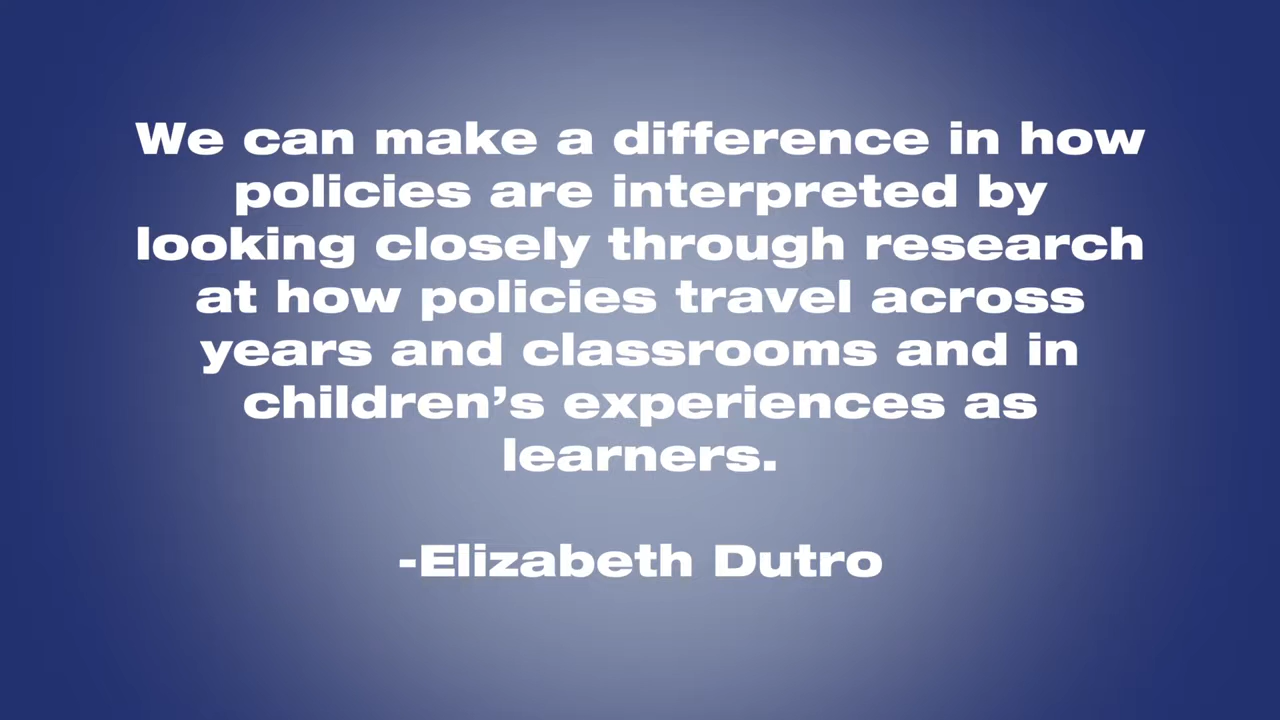 We can make a difference in how
policies are interpreted by
looking closely through research
at how policies travel across
years and classrooms and in
children’s experiences as
learners.
-Elizabeth Dutro